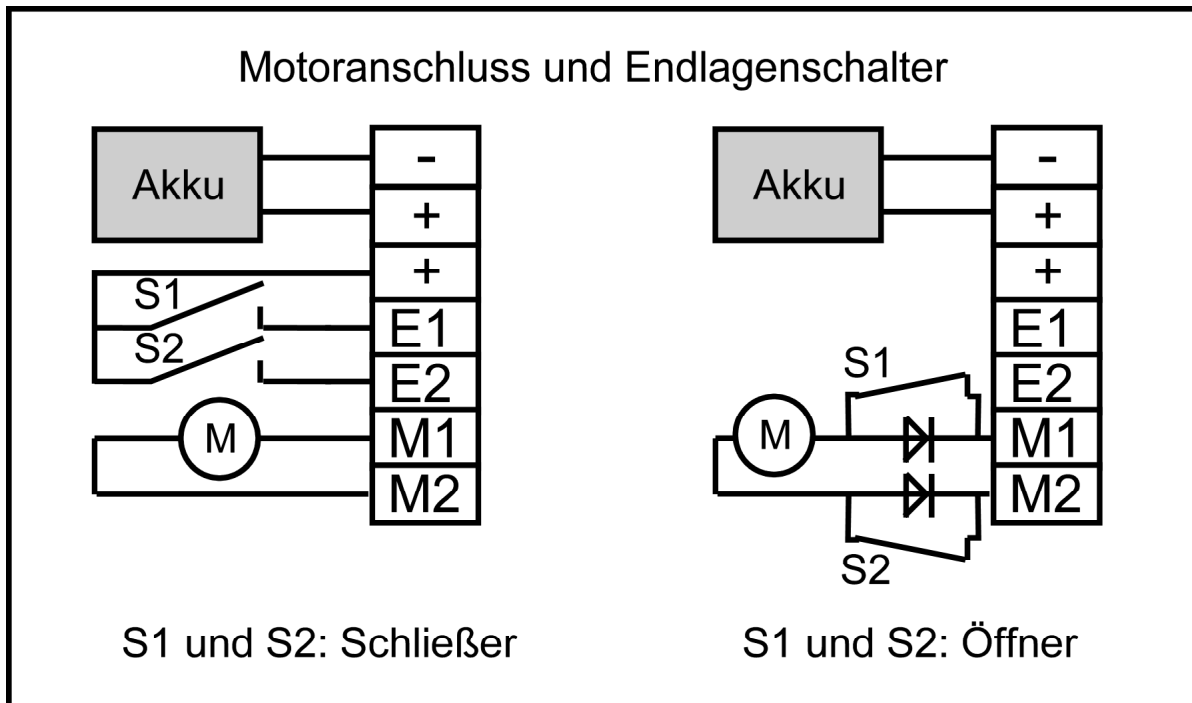 Motoranschluss und Endlagenschalter
Akku
-
+
+
E1
E2
M1
M2
S1
S2
M
S1 und S2: Schließer
Akku
-
+
+
E1
E2
M1
M2
S1
M
S2
S1 und S2: Öffner